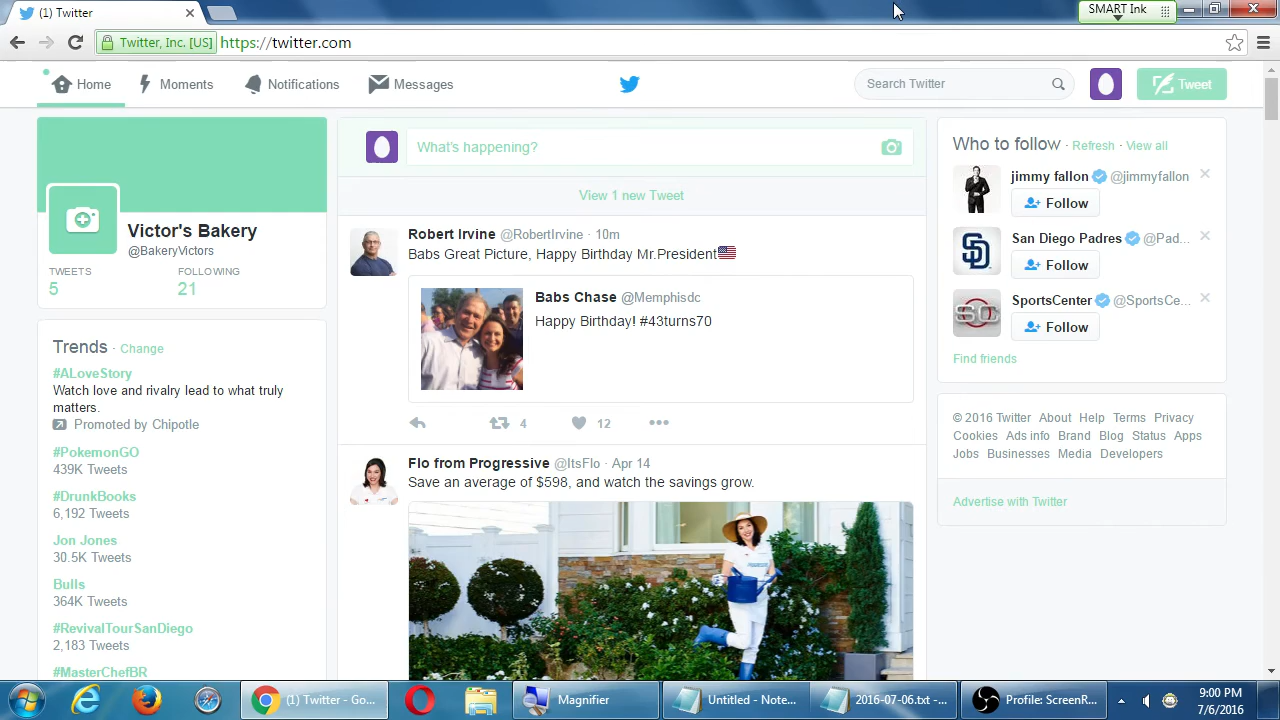 (1) Twitter
SMART Ink
Twitter, Inc. [US] https://twitter.com
Home
Moments
Notifications
Messages
Search Twitter
Tweet
Victor's Bakery
@BakeryVictors
TWEETS FOLLOWING
5 21
Trends · Change
#ALoveStory
Watch love and rivalry lead to what truly
matters.
Promoted by Chipotle
#PokemonGO
439K Tweets
#DrunkBooks
6,192 Tweets
Jon Jones
30.5K Tweets
Bulls
364K Tweets
#RevivalTourSanDiego
2,183 Tweets
#MasterChefBR
What's happening?
View 1 new Tweet
Robert Irvine @RobertIrvine · 10m
Babs Great Picture, Happy Birthday Mr.President
Babs Chase @Memphisdc
Happy Birthday! #43turns70
4 12
Flo from Progressive @ItsFlo · Apr 14
Save an average of $598, and watch the savings grow.
Who to follow · Refresh · View all
jimmy fallon @jimmyfallon
Follow
San Diego Padres @Pad...
Follow
SportsCenter @SportsCe...
Follow
Find friends
© 2016 Twitter About Help Terms Privacy
Cookies Ads info Brand Blog Status Apps
Jobs Businesses Media Developers
Advertise with Twitter
(1) Twitter - Go...
Magnifier
Untitled - Note...
2016-07-06.txt -...
Profile: ScreenR...
9:00 PM
7/6/2016